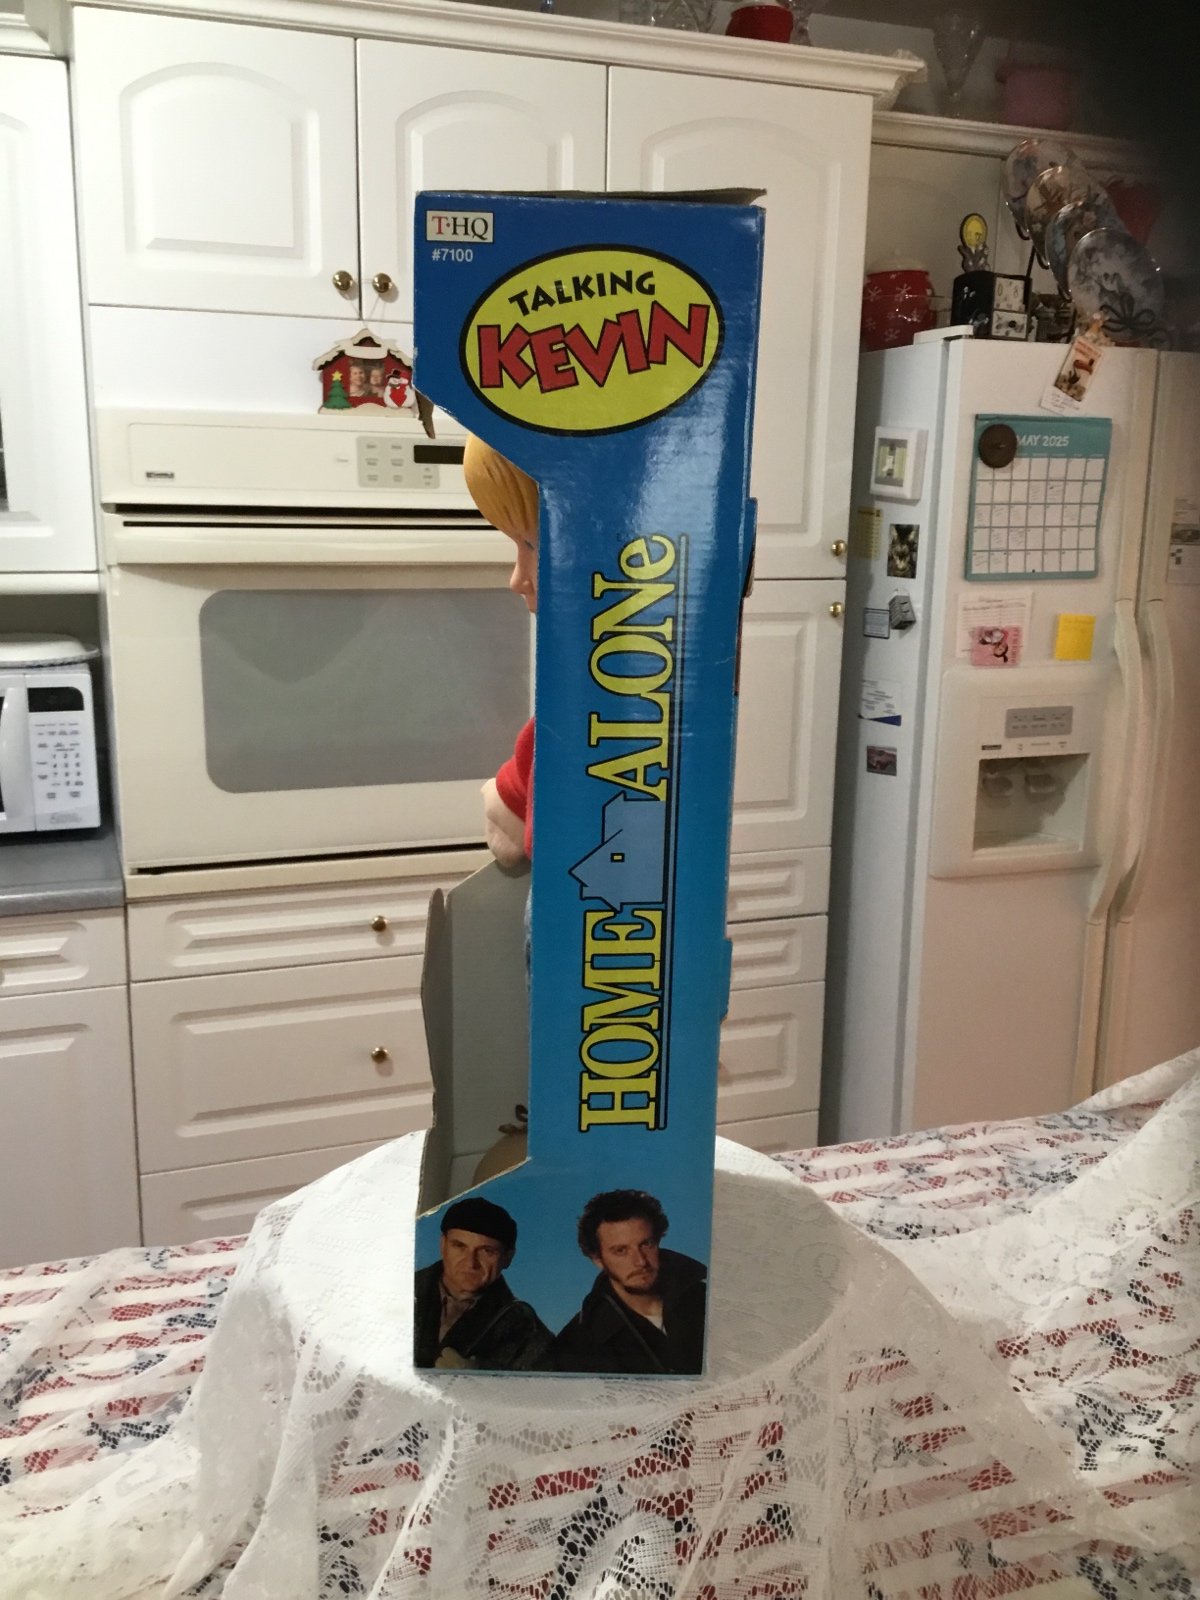 T·HQ
#7100
TALKING
KEVIN
HOME ALONe
MAY 2025